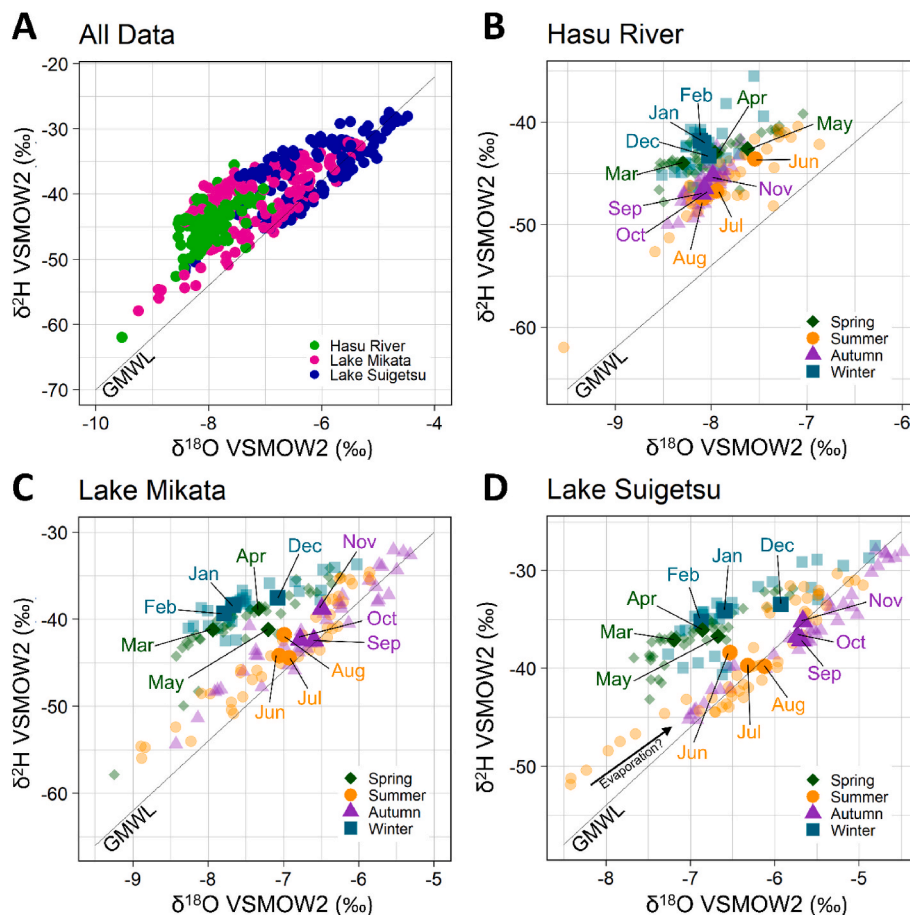 A All Data
-20
-30
-40
-50
-60
-70
δ²H VSMOW2 (‰)
GMWL
Hasu River
Lake Mikata
Lake Suigetsu
-10 -8 -6 -4
δ¹⁸O VSMOW2 (‰)
B Hasu River
-40
-50
-60
δ²H VSMOW2 (‰)
Feb
Apr
Jan
May
Dec
Jun
Mar
Nov
Sep
Jul
Oct
Aug
GMWL
Spring
Summer
Autumn
Winter
-9 -8 -7 -6
δ¹⁸O VSMOW2 (‰)
C Lake Mikata
-30
-40
-50
-60
δ²H VSMOW2 (‰)
Nov
Dec
Apr
Jan
Feb
Oct
Mar
Sep
May
Aug
Jun
Jul
GMWL
Spring
Summer
Autumn
Winter
-9 -8 -7 -6 -5
δ¹⁸O VSMOW2 (‰)
D Lake Suigetsu
-30
-40
-50
δ²H VSMOW2 (‰)
Dec
Jan
Feb
Apr
Nov
Mar
Oct
May
Sep
Aug
Jul
Jun
Evaporation?
GMWL
Spring
Summer
Autumn
Winter
-8 -7 -6 -5
δ¹⁸O VSMOW2 (‰)